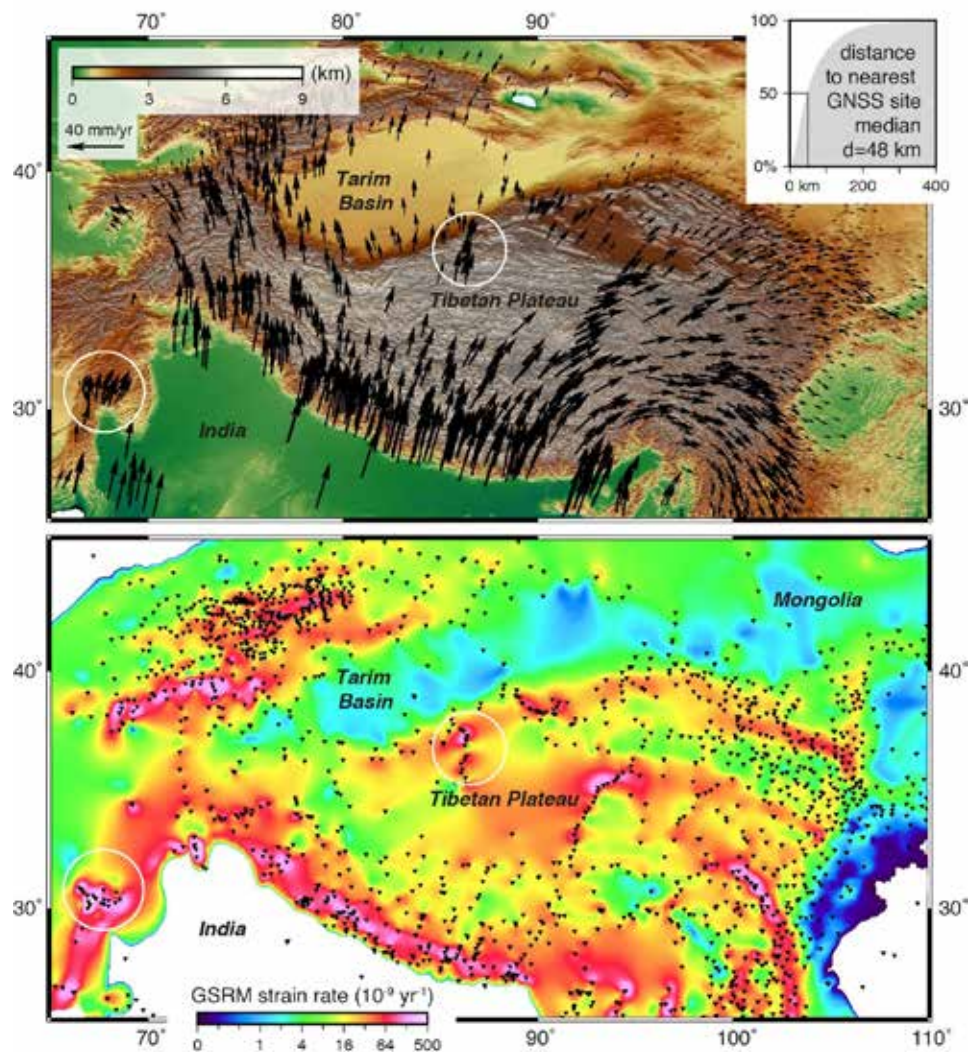 70° 80° 90°
(km)
0 3 6 9
40 mm/yr
100
50
0%
distance
to nearest
GNSS site
median
d=48 km
0 km 200 400
40°
Tarim
Basin
Tibetan Plateau
30° 30°
India
Mongolia
40° 40°
Tarim
Basin
Tibetan Plateau
30° 30°
India
GSRM strain rate (10⁻⁹ yr⁻¹)
0 1 4 16 64 500
70° 90° 100° 110°